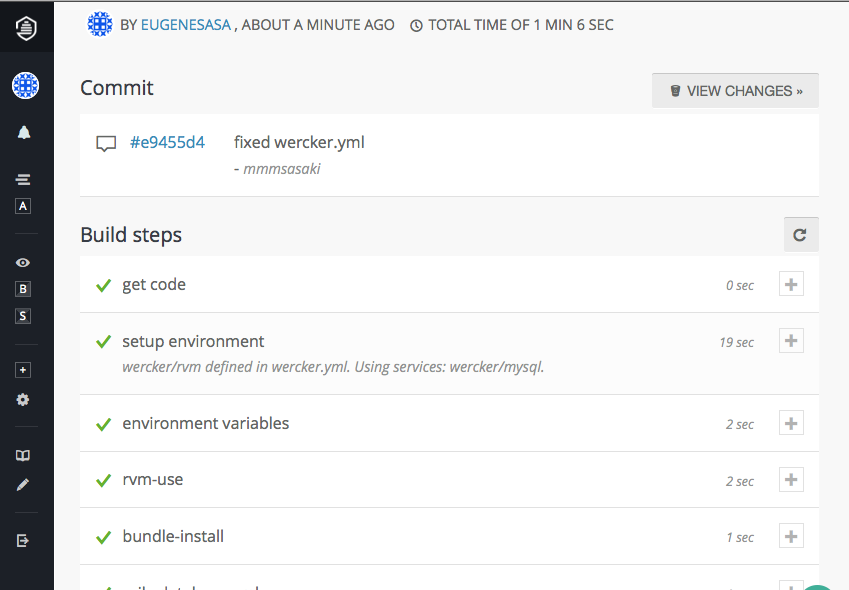 BY EUGENESASA , ABOUT A MINUTE AGO TOTAL TIME OF 1 MIN 6 SEC
Commit
VIEW CHANGES »
#e9455d4 fixed wercker.yml
- mmmsasaki
A
Build steps
get code 0 sec
B
S
setup environment 19 sec
wercker/rvm defined in wercker.yml. Using services: wercker/mysql.
environment variables 2 sec
rvm-use 2 sec
bundle-install 1 sec